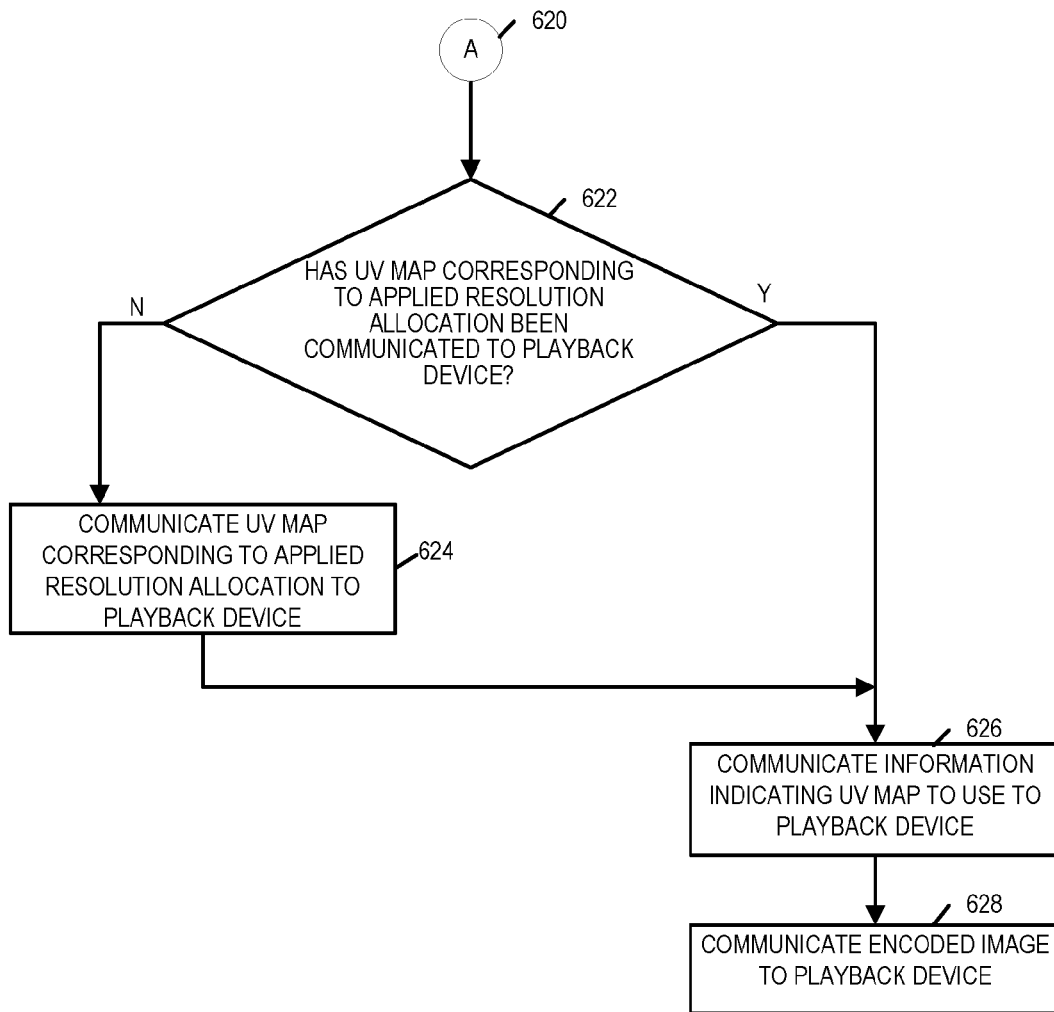 620
A
622
HAS UV MAP CORRESPONDING
TO APPLIED RESOLUTION
ALLOCATION BEEN
COMMUNICATED TO PLAYBACK
DEVICE?
N
Y
COMMUNICATE UV MAP
CORRESPONDING TO APPLIED
RESOLUTION ALLOCATION TO
PLAYBACK DEVICE
624
626
COMMUNICATE INFORMATION
INDICATING UV MAP TO USE TO
PLAYBACK DEVICE
628
COMMUNICATE ENCODED IMAGE
TO PLAYBACK DEVICE